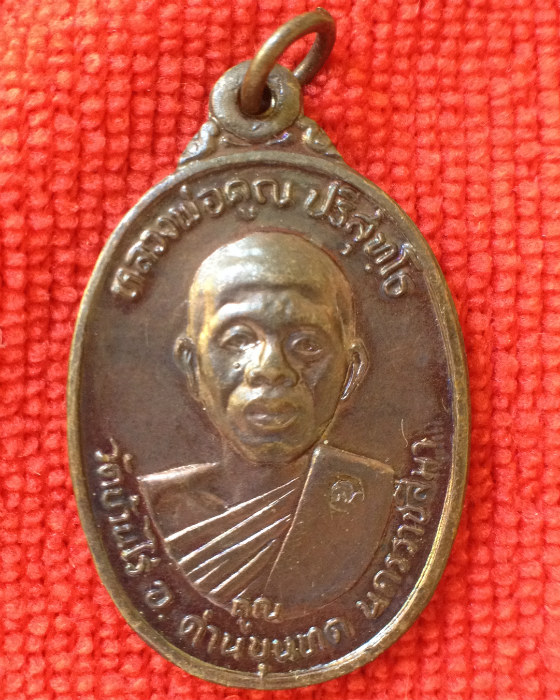 หลวงพ่อคูณ ปริสุทฺโธ
คูณ
วัดบ้านไร่ อ. ด่านขุนทด นครราชสีมา